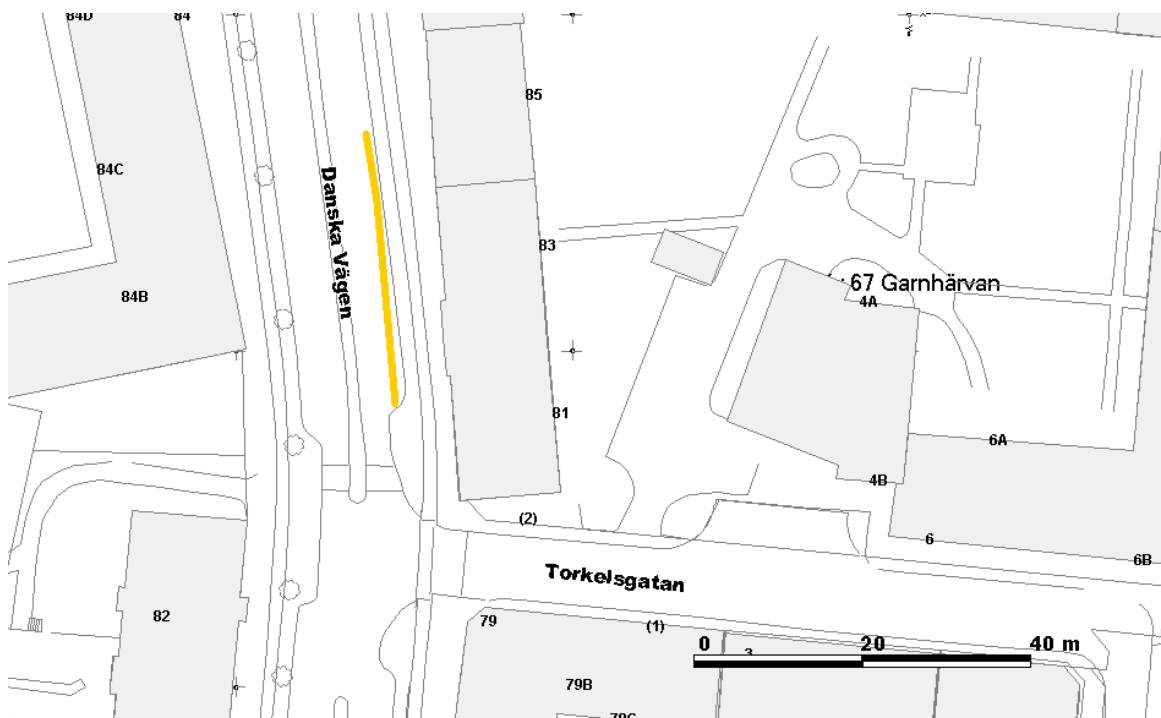 84D
84
85
84C
Danska Vägen
83
84B
67 Garnhärvan
4A
81
6A
4B
(2)
6
6B
Torkelsgatan
82
79
(1)
0 20 40 m
3
79B
79C